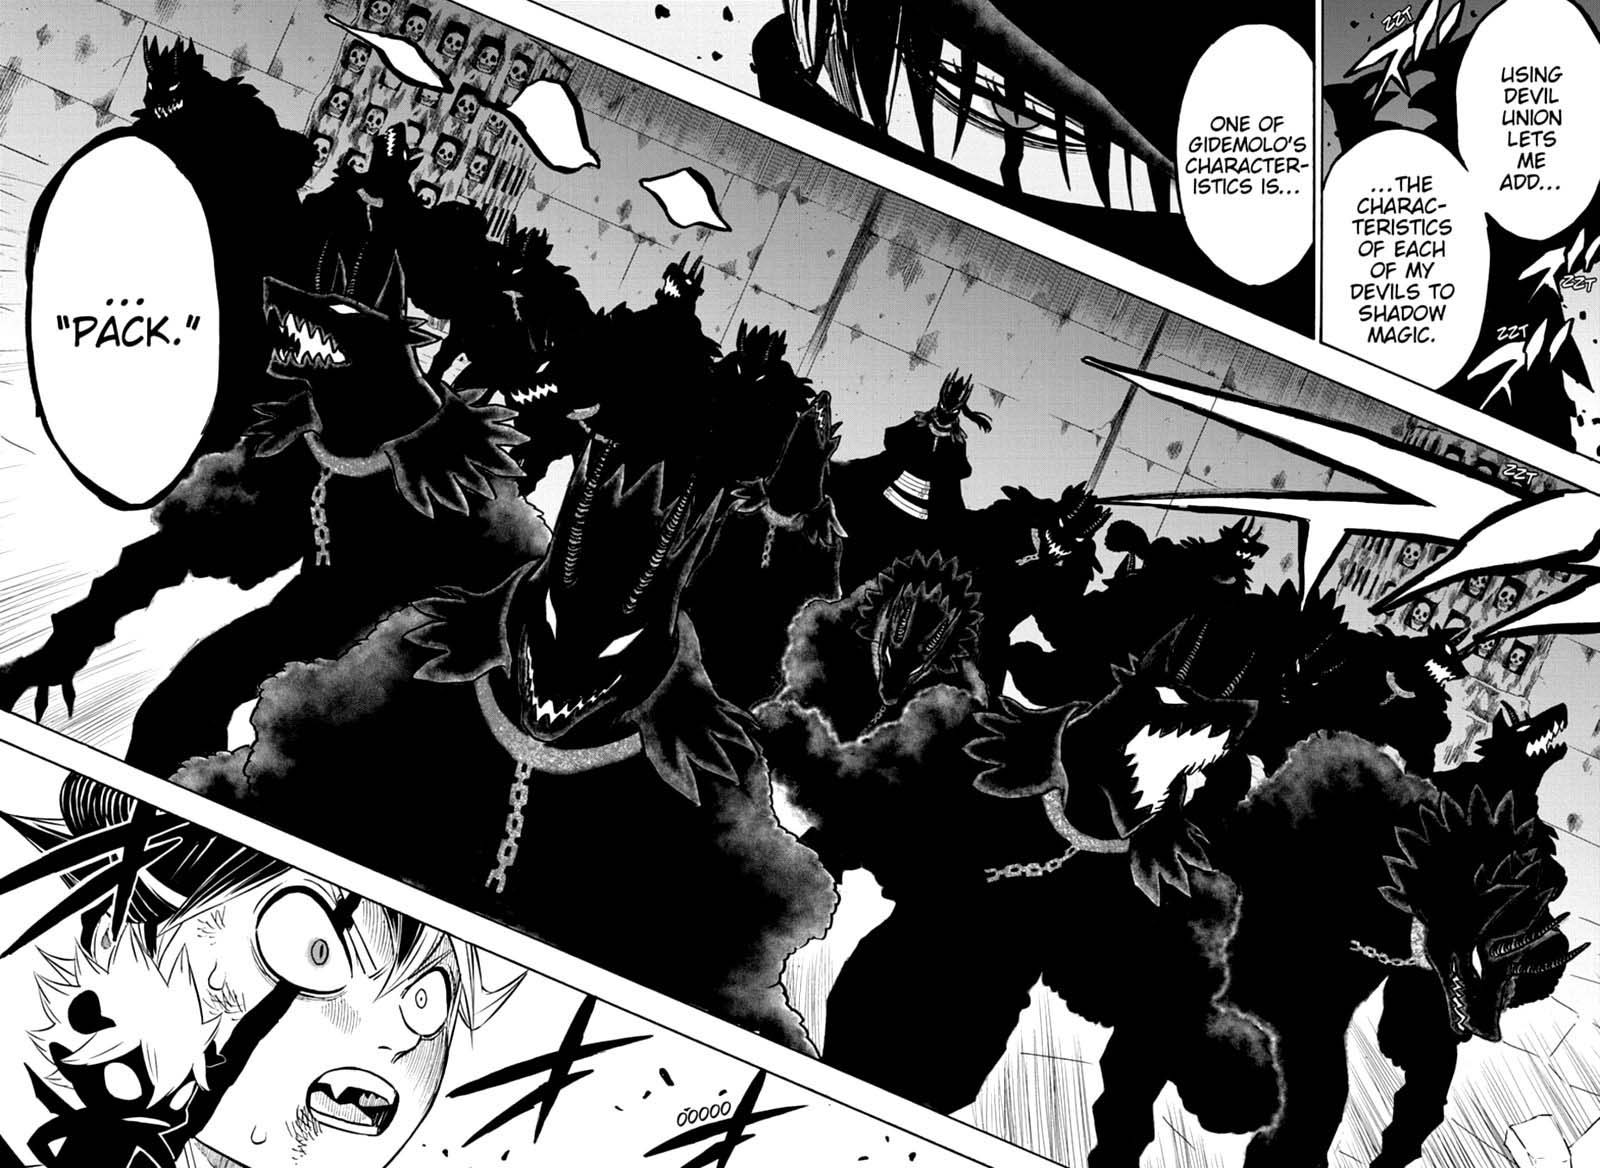 USING
DEVIL
UNION
LETS
ME
ADD...
...THE
CHARAC-
TERISTICS
OF EACH
OF MY
DEVILS TO
SHADOW
MAGIC.
ZZT
ZZT
ZZT
ONE OF
GIDEMOLO'S
CHARACTER-
ISTICS IS...
...
"PACK."
ZZT
ZZT
OOOOO